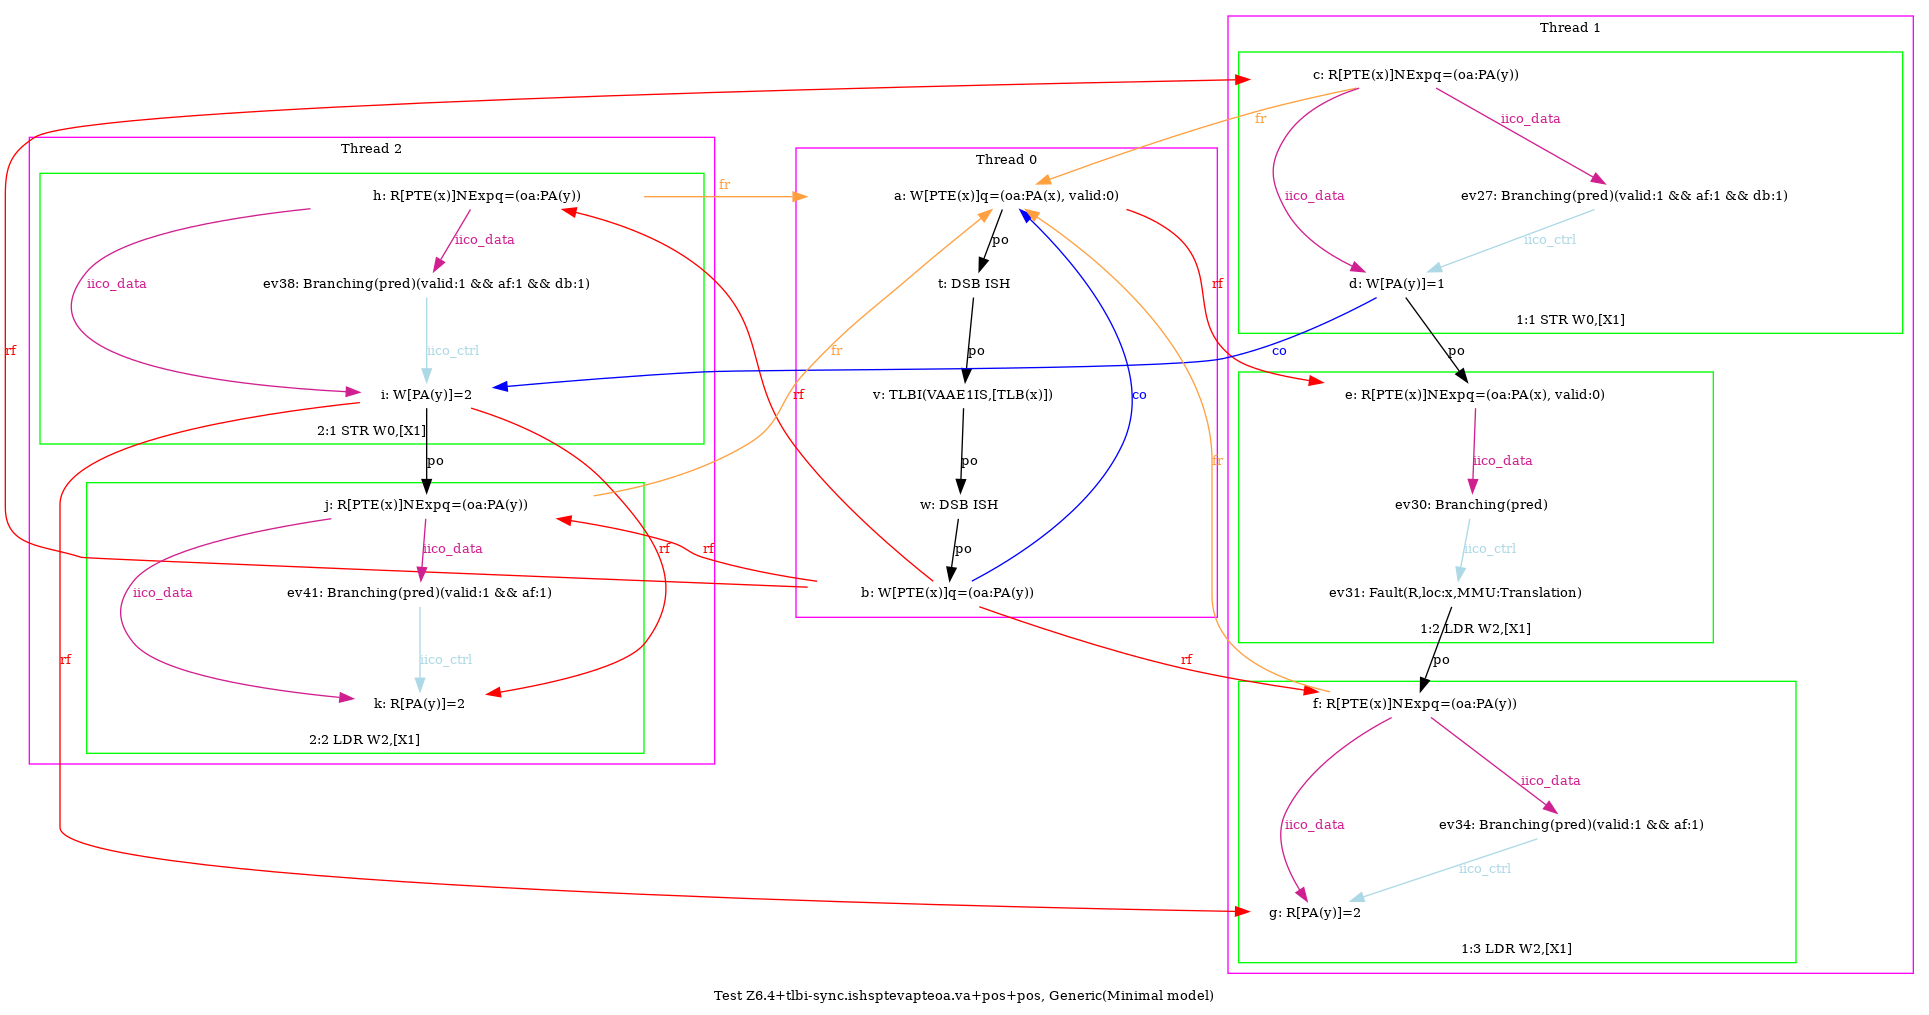 Thread 1
c: R[PTE(x)]NExpq=(oa:PA(y))
fr
iico_data
iico_data
ev27: Branching(pred)(valid:1 && af:1 && db:1)
iico_ctrl
d: W[PA(y)]=1
1:1 STR W0,[X1]
po
e: R[PTE(x)]NExpq=(oa:PA(x), valid:0)
iico_data
ev30: Branching(pred)
iico_ctrl
ev31: Fault(R,loc:x,MMU:Translation)
1:2 LDR W2,[X1]
po
f: R[PTE(x)]NExpq=(oa:PA(y))
iico_data
iico_data
ev34: Branching(pred)(valid:1 && af:1)
iico_ctrl
g: R[PA(y)]=2
1:3 LDR W2,[X1]
Thread 2
h: R[PTE(x)]NExpq=(oa:PA(y))
fr
iico_data
iico_data
ev38: Branching(pred)(valid:1 && af:1 && db:1)
iico_ctrl
i: W[PA(y)]=2
2:1 STR W0,[X1]
po
j: R[PTE(x)]NExpq=(oa:PA(y))
iico_data
iico_data
ev41: Branching(pred)(valid:1 && af:1)
iico_ctrl
k: R[PA(y)]=2
2:2 LDR W2,[X1]
Thread 0
a: W[PTE(x)]q=(oa:PA(x), valid:0)
po
t: DSB ISH
po
v: TLBI(VAAE1IS,[TLB(x)])
po
w: DSB ISH
po
b: W[PTE(x)]q=(oa:PA(y))
rf
rf
fr
co
rf
rf
co
fr
rf
rf
rf
rf
Test Z6.4+tlbi-sync.ishsptevapteoa.va+pos+pos, Generic(Minimal model)